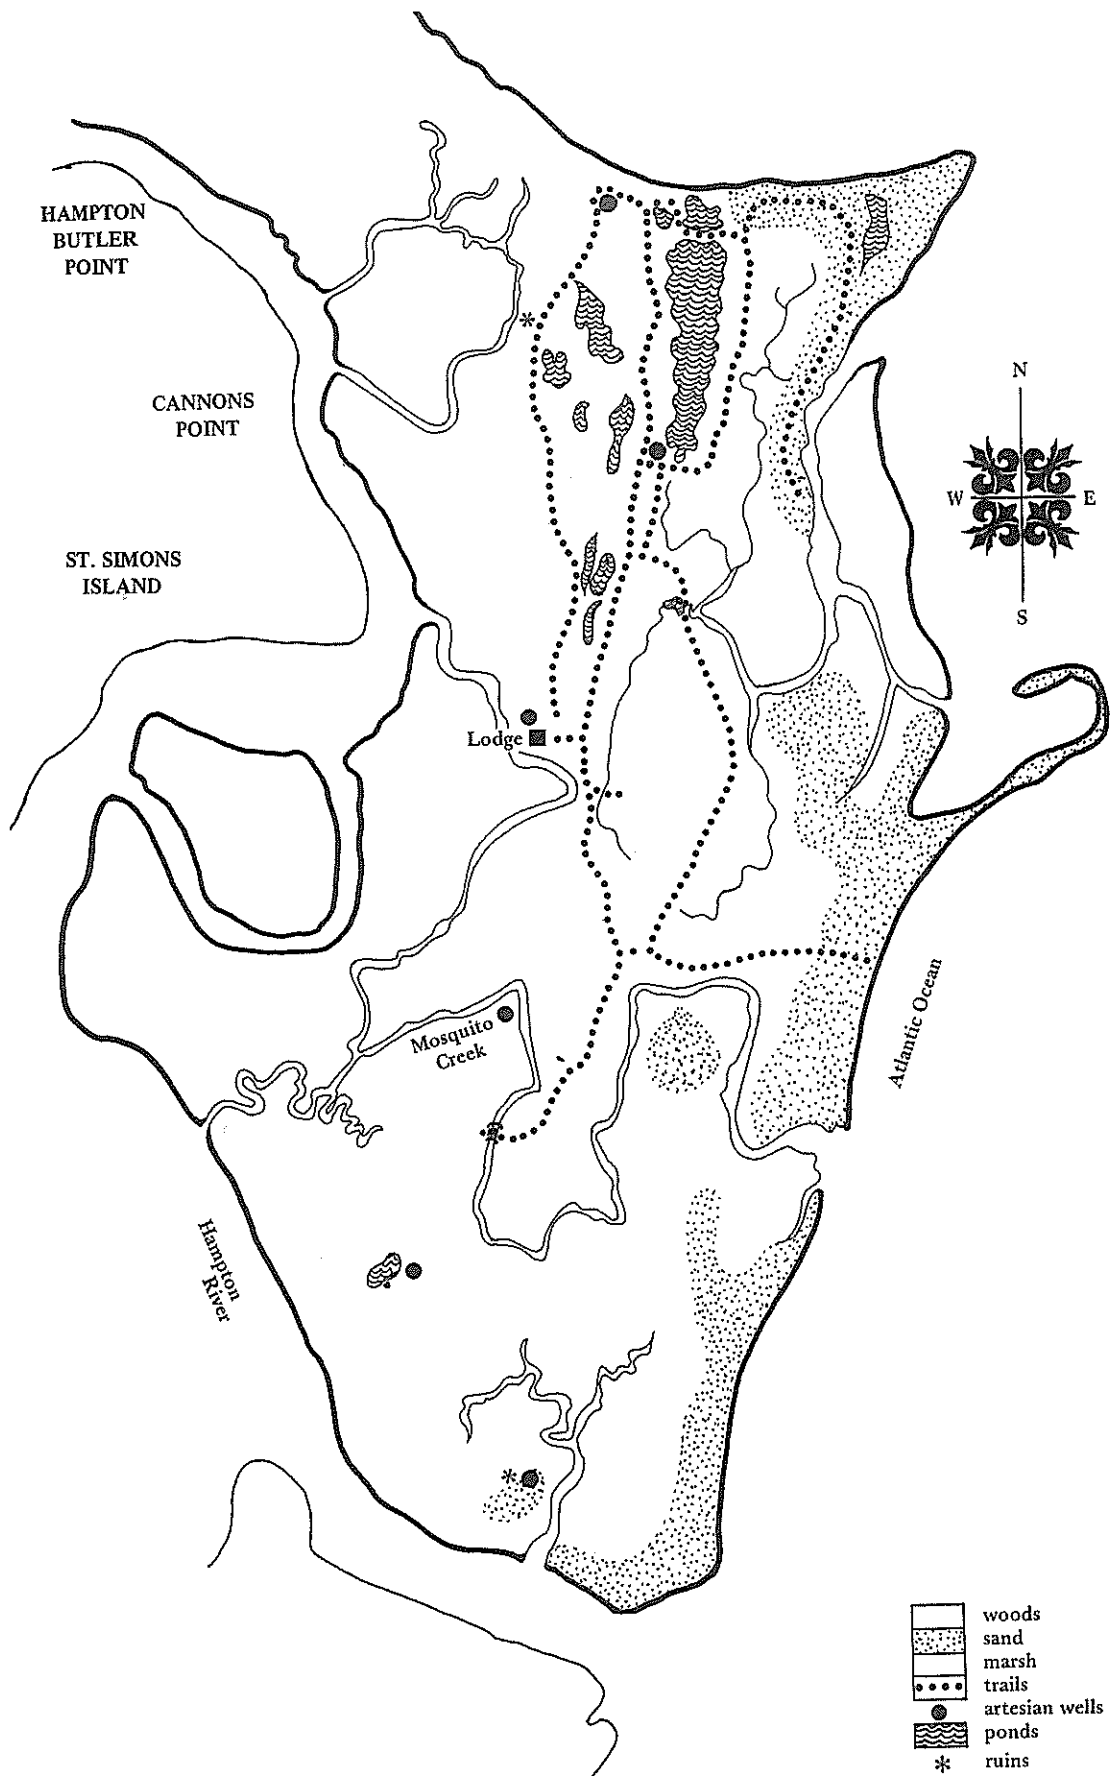 HAMPTON
BUTLER
POINT
CANNONS
POINT
N
W
E
S
ST. SIMONS
ISLAND
Lodge
Atlantic Ocean
Mosquito
Creek
Hampton
River
woods
sand
marsh
trails
artesian wells
ponds
ruins